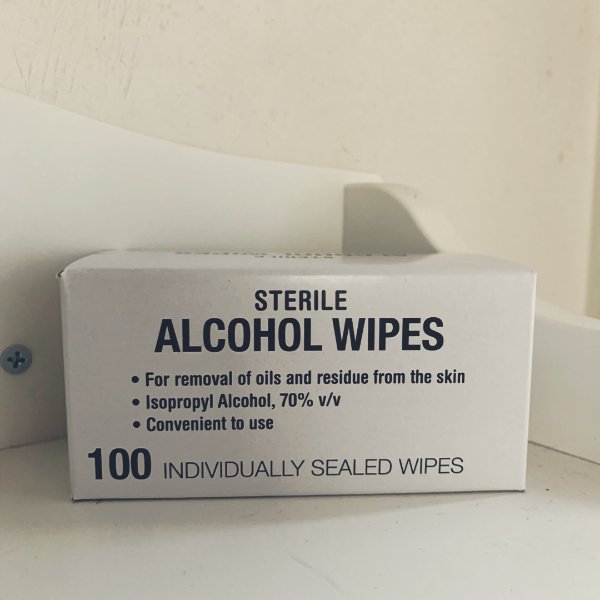 STERILE
ALCOHOL WIPES
• For removal of oils and residue from the skin
• Isopropyl Alcohol, 70% v/v
• Convenient to use
100 INDIVIDUALLY SEALED WIPES